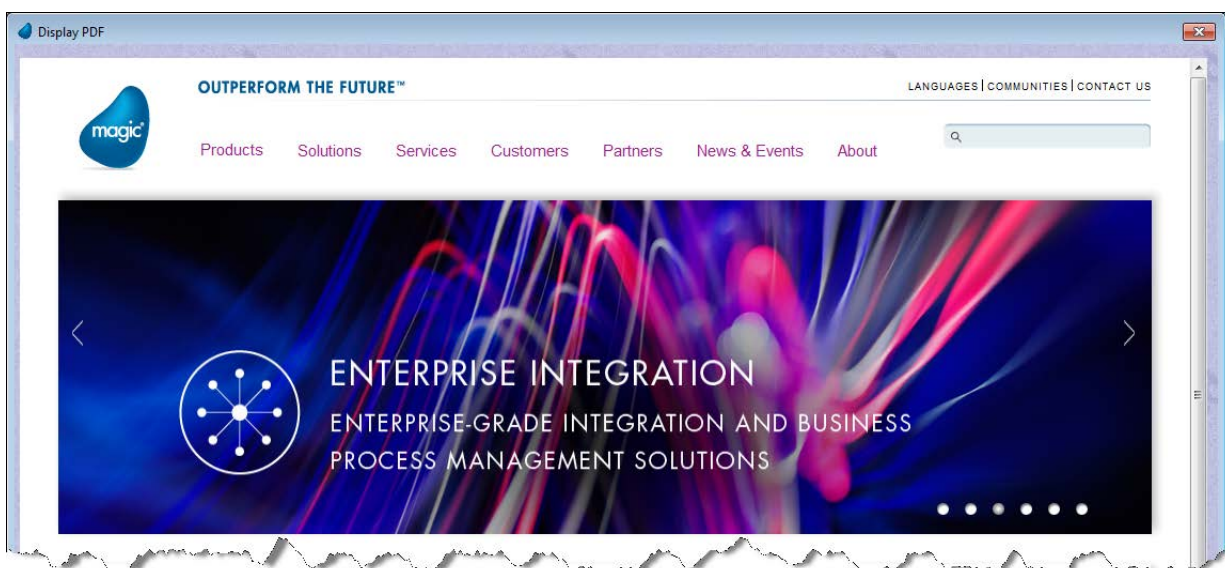 Display PDF
OUTPERFORM THE FUTURE™
LANGUAGES | COMMUNITIES | CONTACT US
magic®
Products Solutions Services Customers Partners News & Events About
ENTERPRISE INTEGRATION
ENTERPRISE-GRADE INTEGRATION AND BUSINESS
PROCESS MANAGEMENT SOLUTIONS